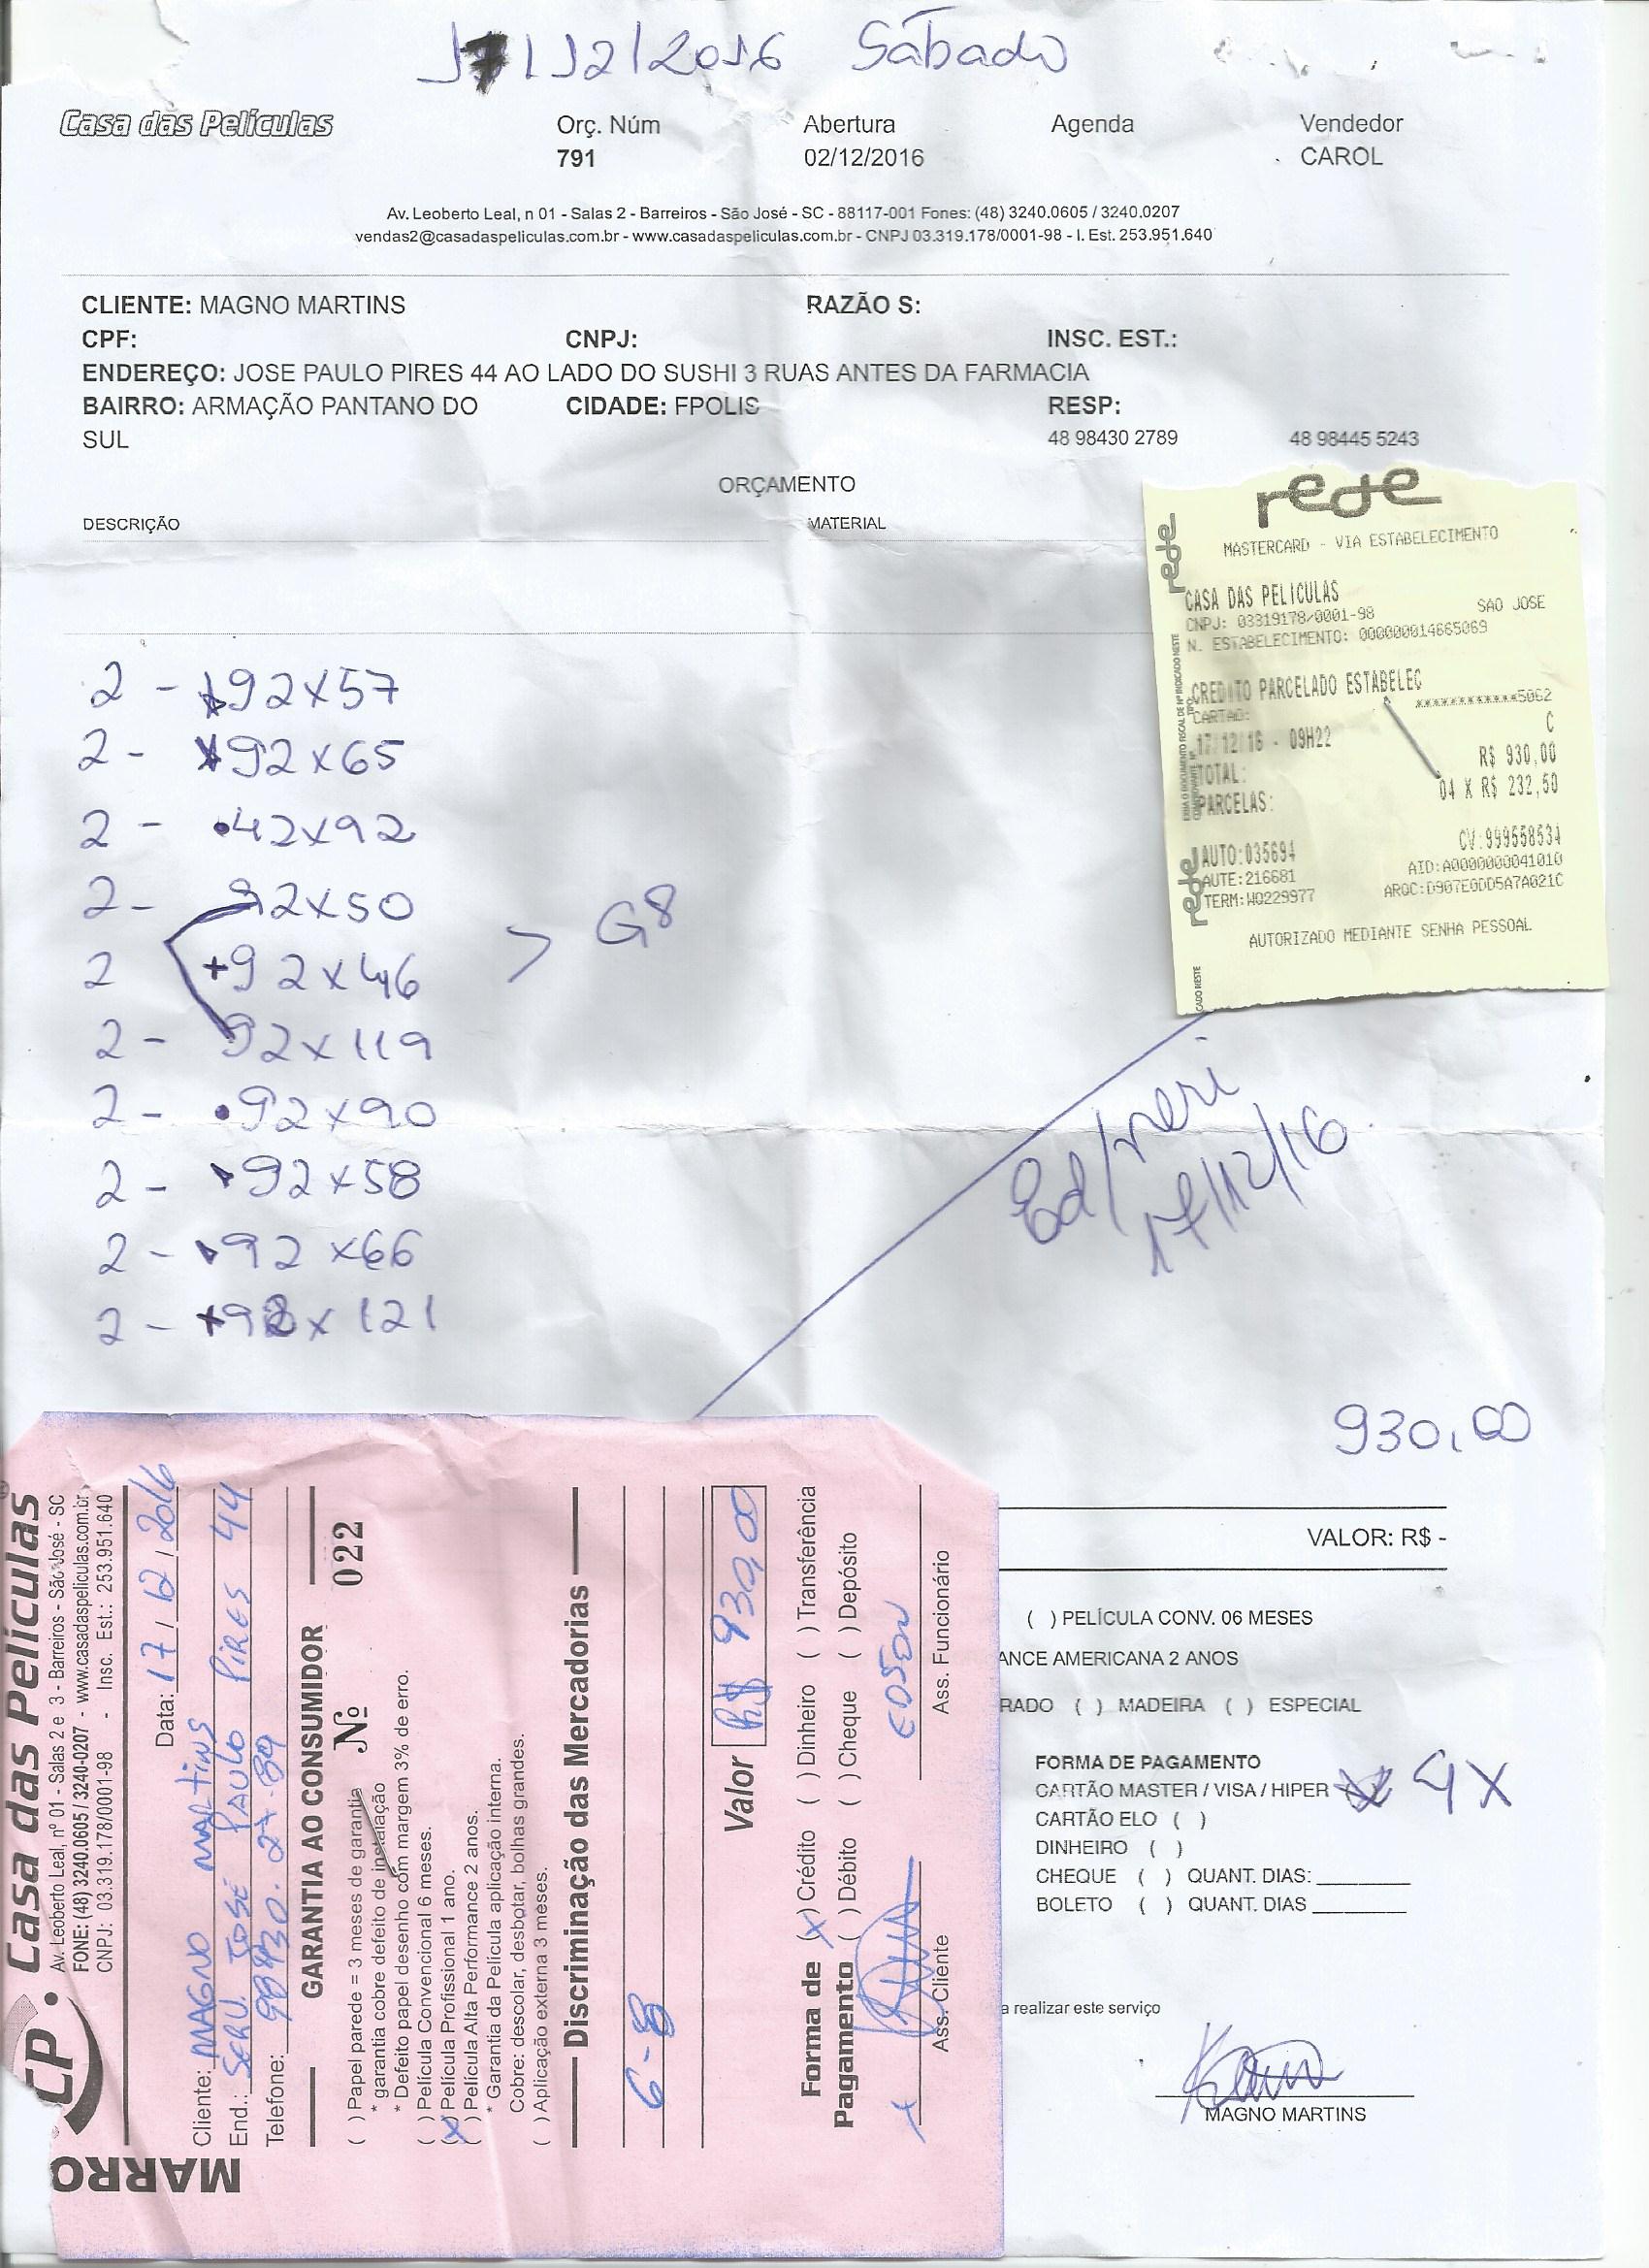 17/12/2016 Sábado
Casa das Películas
Orç. Núm Abertura Agenda Vendedor
791 02/12/2016 CAROL
Av. Leoberto Leal, n 01 - Salas 2 - Barreiros - São José - SC - 88117-001 Fones: (48) 3240.0605 / 3240.0207
vendas2@casadaspeliculas.com.br - www.casadaspeliculas.com.br - CNPJ 03.319.178/0001-98 - I. Est. 253.951.640
CLIENTE: MAGNO MARTINS RAZÃO S:
CPF: CNPJ: INSC. EST.:
ENDEREÇO: JOSE PAULO PIRES 44 AO LADO DO SUSHI 3 RUAS ANTES DA FARMACIA
BAIRRO: ARMAÇÃO PANTANO DO CIDADE: FPOLIS RESP:
SUL 48 98430 2789 48 98445 5243
ORÇAMENTO
DESCRIÇÃO MATERIAL
rede
MASTERCARD - VIA ESTABELECIMENTO
CASA DAS PELICULAS
CNPJ: 03319178/0001-98 SAO JOSE
N. ESTABELECIMENTO: 000000014665069
CREDITO PARCELADO ESTABELEC
CARTAO: ************5062
C
17/12/16 - 09H22
TOTAL: R$ 930,00
PARCELAS: 04 X R$ 232,50
CV:999558534
AUTO:035694 AID:A0000000041010
AUTE:216681 ARQC:D907E0DD5A7A021C
TERM:WQ229977
AUTORIZADO MEDIANTE SENHA PESSOAL
rede
rede
2 - 92x57
2 - 92x65
2 - 42x92
2 - 92x50
2 92x46 > G8
2 - 92x119
2 - 92x90
2 - 92x58
2 - 92x66
2 - 92x121
Ed/neri
17/12/16
930,00
VALOR: R$ -
( ) PELÍCULA CONV. 06 MESES
ANCE AMERICANA 2 ANOS
RADO ( ) MADEIRA ( ) ESPECIAL
FORMA DE PAGAMENTO
CARTÃO MASTER / VISA / HIPER 4X
CARTÃO ELO ( )
DINHEIRO ( )
CHEQUE ( ) QUANT. DIAS:
BOLETO ( ) QUANT. DIAS
a realizar este serviço
MAGNO MARTINS
CP. Casa das Películas
Av. Leoberto Leal, nº 01 - Salas 2 e 3 - Barreiros - São José - SC
FONE: (48) 3240.0605 / 3240-0207 - www.casadaspeliculas.com.br
CNPJ: 03.319.178/0001-98 - Insc. Est.: 253.951.640
Data: 17/12/2016
Cliente: MAGNO MARTINS
End.: SERV. JOSÉ PAULO PIRES 44
Telefone: 98430.27.89
GARANTIA AO CONSUMIDOR
Nº 022
( ) Papel parede = 3 meses de garantia
* garantia cobre defeito de instalação
* Defeito papel desenho com margem 3% de erro.
( ) Película Convencional 6 meses.
(x) Película Profissional 1 ano.
( ) Película Alta Performance 2 anos.
* Garantia da Película aplicação interna.
Cobre: descolar, desbotar, bolhas grandes.
( ) Aplicação externa 3 meses.
Discriminação das Mercadorias
G-8
Valor R$ 930,00
Forma de (x) Crédito ( ) Dinheiro ( ) Transferência
Pagamento ( ) Débito ( ) Cheque ( ) Depósito
x EDSON
Ass. Cliente Ass. Funcionário
MARRO